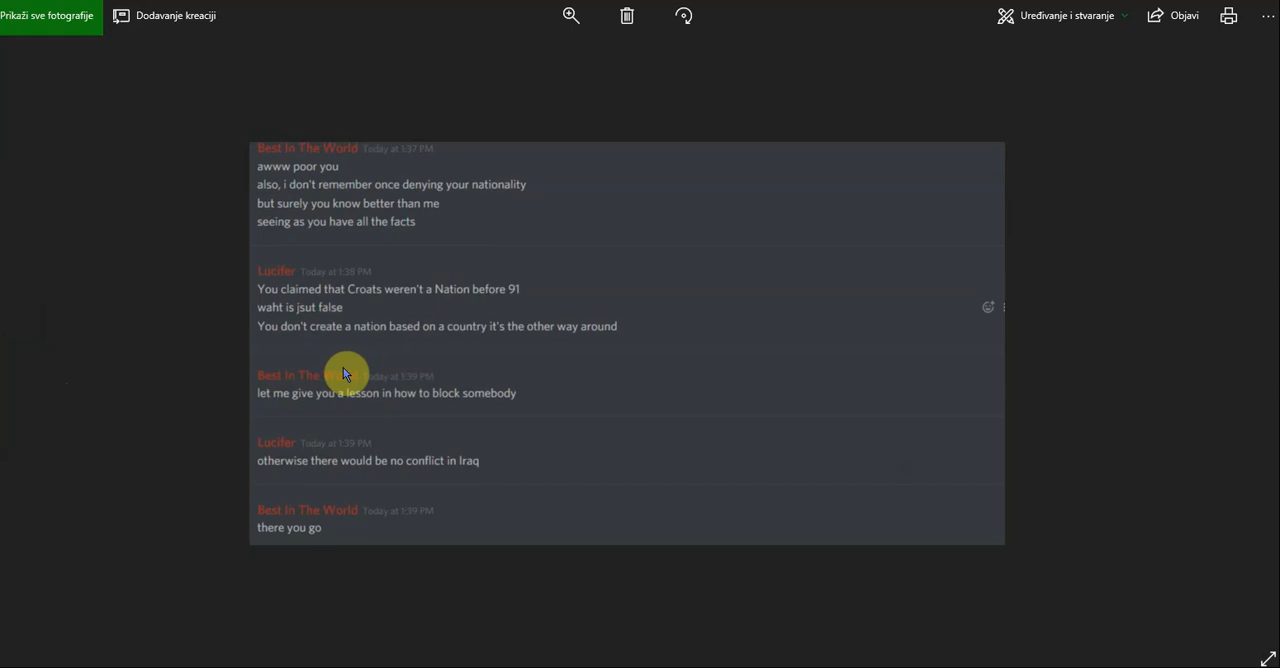 Prikaži sve fotografije
Dodavanje kreaciji
Uređivanje i stvaranje
Objavi
Best In The World Today at 1:37 PM
awww poor you
also, i don't remember once denying your nationality
but surely you know better than me
seeing as you have all the facts
Lucifer Today at 1:38 PM
You claimed that Croats weren't a Nation before 91
waht is jsut false
You don't create a nation based on a country it's the other way around
Best In The World Today at 1:39 PM
let me give you a lesson in how to block somebody
Lucifer Today at 1:39 PM
otherwise there would be no conflict in Iraq
Best In The World Today at 1:39 PM
there you go